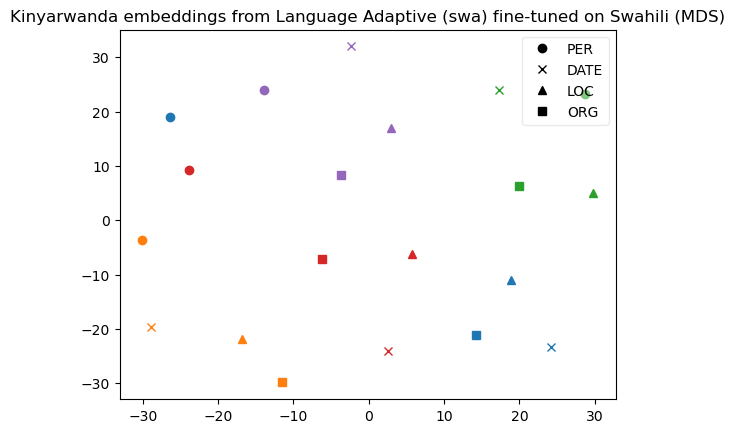 Kinyarwanda embeddings from Language Adaptive (swa) fine-tuned on Swahili (MDS)
PER
DATE
LOC
ORG
30
20
10
0
−10
−20
−30
−30 −20 −10 0 10 20 30